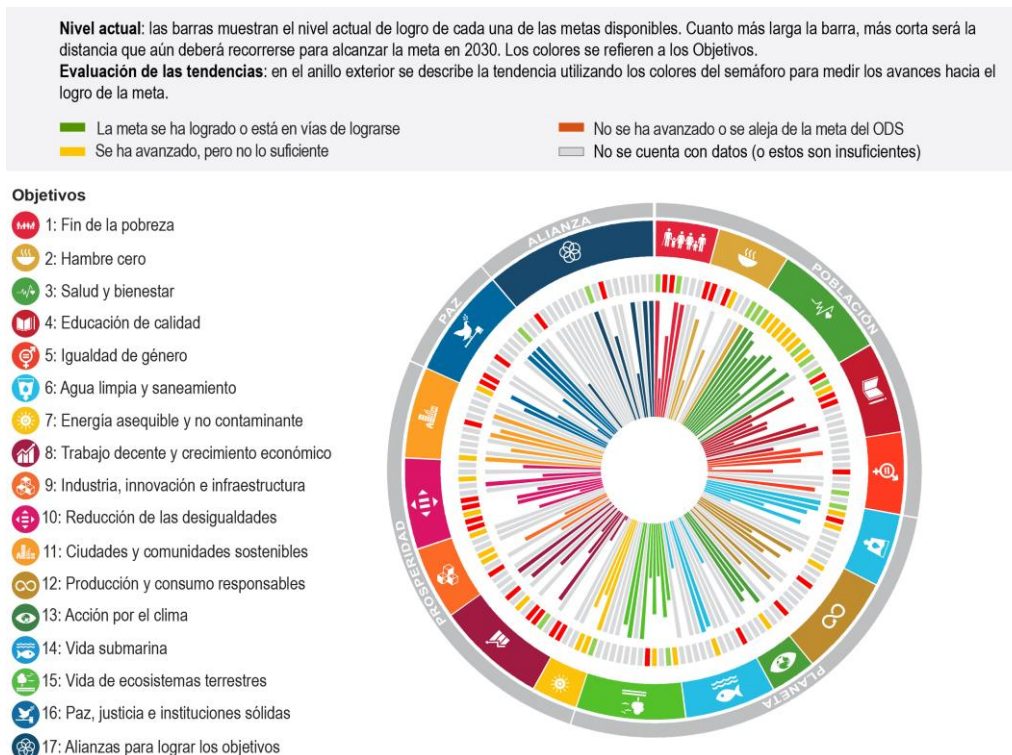 Nivel actual: las barras muestran el nivel actual de logro de cada una de las metas disponibles. Cuanto más larga la barra, más corta será la
distancia que aún deberá recorrerse para alcanzar la meta en 2030. Los colores se refieren a los Objetivos.
Evaluación de las tendencias: en el anillo exterior se describe la tendencia utilizando los colores del semáforo para medir los avances hacia el
logro de la meta.
La meta se ha logrado o está en vías de lograrse
No se ha avanzado o se aleja de la meta del ODS
Se ha avanzado, pero no lo suficiente
No se cuenta con datos (o estos son insuficientes)
Objetivos
1: Fin de la pobreza
2: Hambre cero
3: Salud y bienestar
4: Educación de calidad
5: Igualdad de género
6: Agua limpia y saneamiento
7: Energía asequible y no contaminante
8: Trabajo decente y crecimiento económico
9: Industria, innovación e infraestructura
10: Reducción de las desigualdades
11: Ciudades y comunidades sostenibles
12: Producción y consumo responsables
13: Acción por el clima
14: Vida submarina
15: Vida de ecosistemas terrestres
16: Paz, justicia e instituciones sólidas
17: Alianzas para lograr los objetivos
ALIANZA
POBLACIÓN
PAZ
PROSPERIDAD
PLANETA